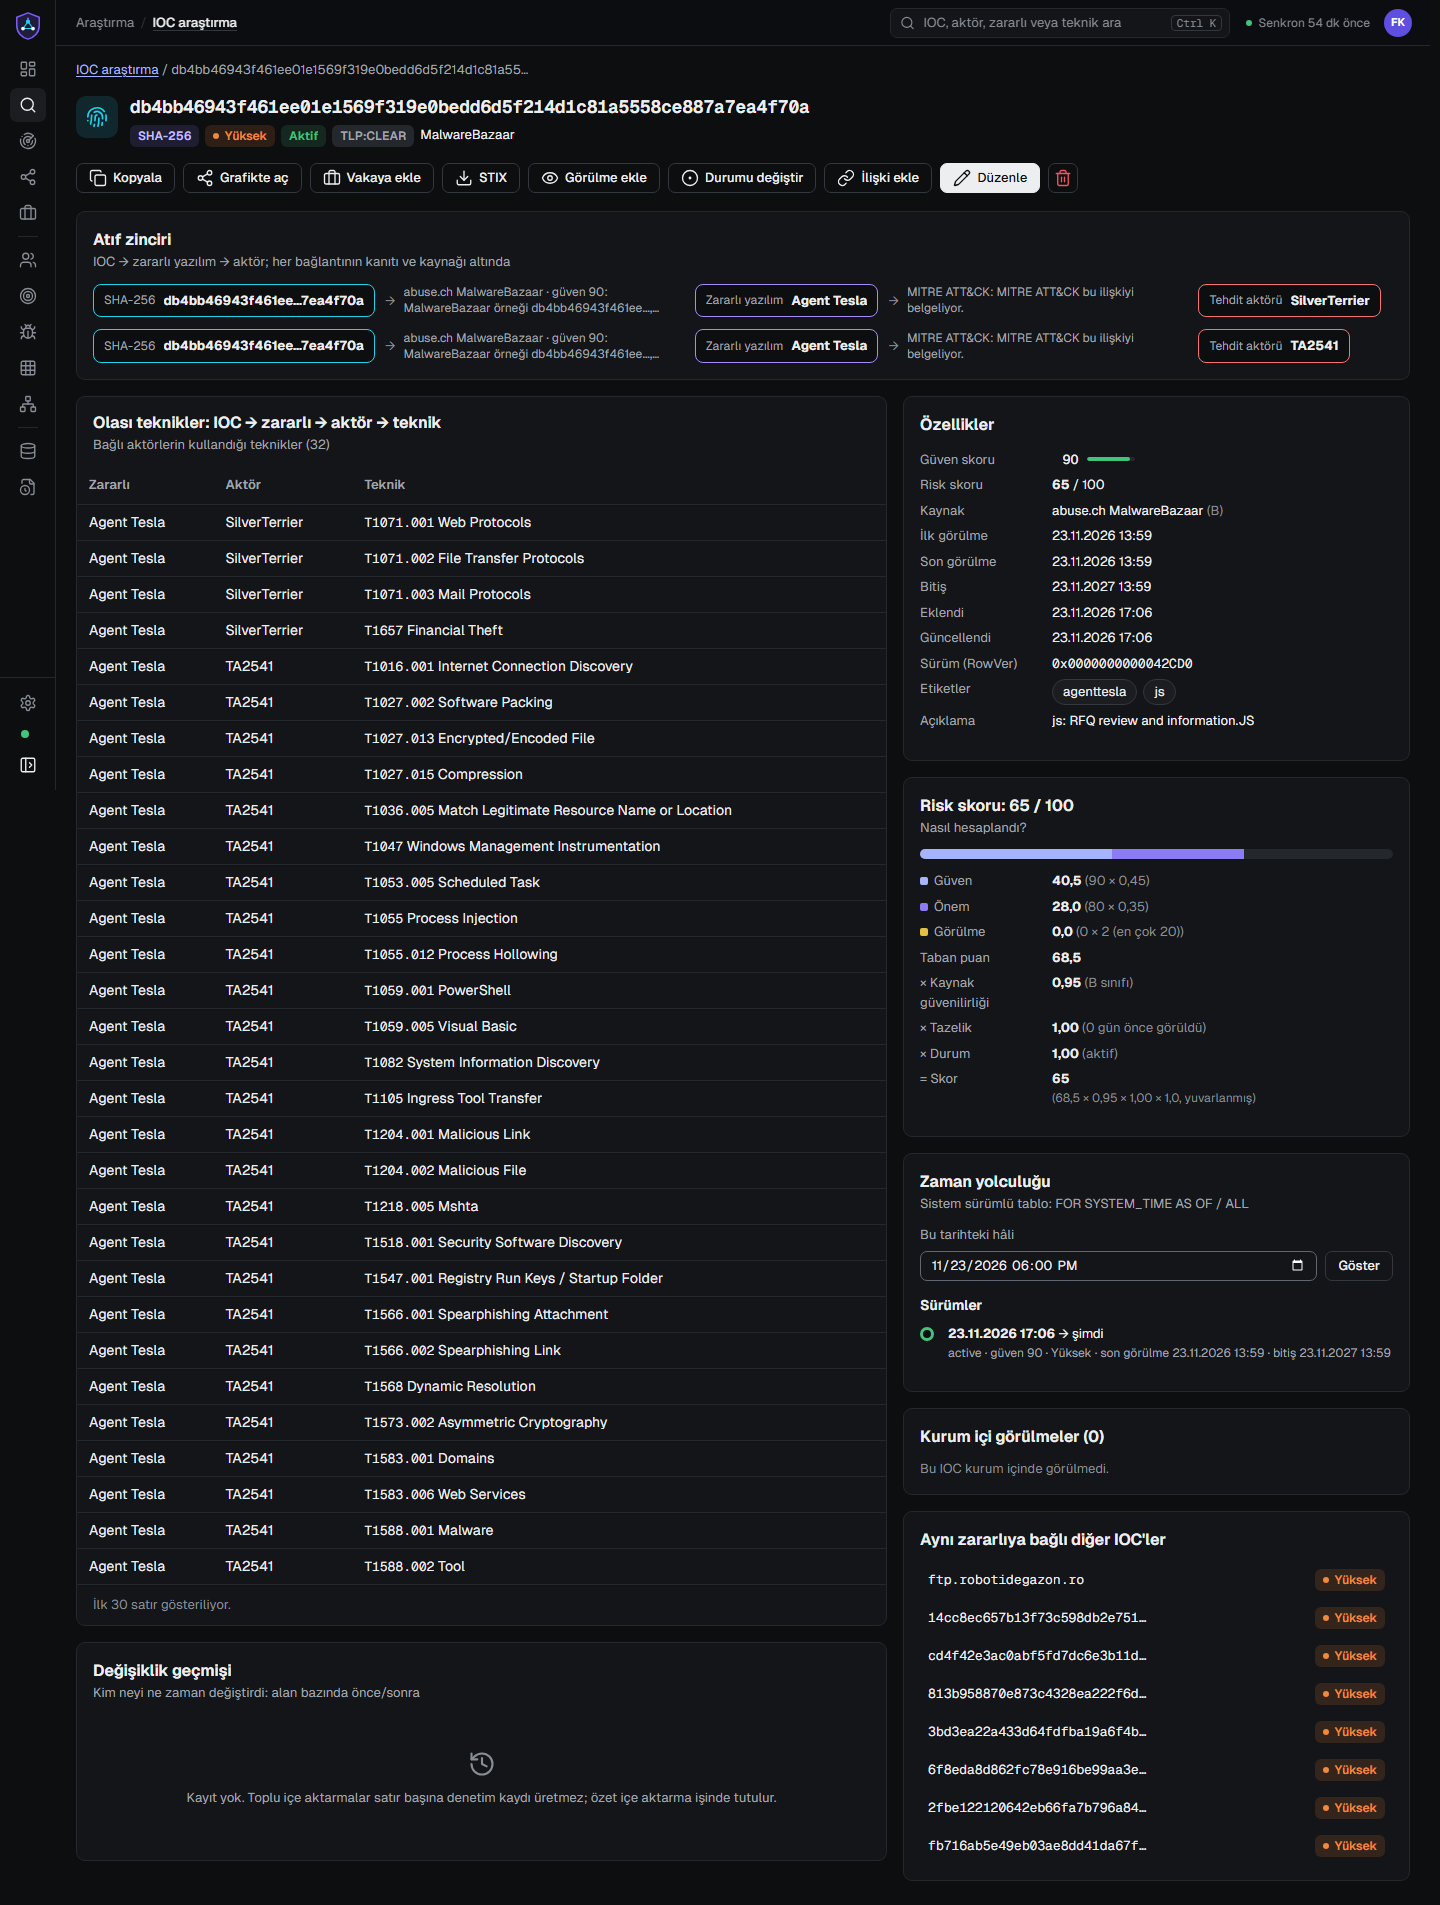 Araştırma / IOC araştırma
IOC, aktör, zararlı veya teknik ara
Ctrl K
Senkron 54 dk önce
FK
IOC araştırma / db4bb46943f461ee01e1569f319e0bedd6d5f214d1c81a55...
db4bb46943f461ee01e1569f319e0bedd6d5f214d1c81a5558ce887a7ea4f70a
SHA-256 Yüksek Aktif TLP:CLEAR MalwareBazaar
Kopyala
Grafikte aç
Vakaya ekle
STIX
Görülme ekle
Durumu değiştir
İlişki ekle
Düzenle
Atıf zinciri
IOC → zararlı yazılım → aktör; her bağlantının kanıtı ve kaynağı altında
SHA-256 db4bb46943f461ee...7ea4f70a → abuse.ch MalwareBazaar · güven 90:
MalwareBazaar örneği db4bb46943f461ee...,...
Zararlı yazılım Agent Tesla → MITRE ATT&CK: MITRE ATT&CK bu ilişkiyi
belgeliyor.
Tehdit aktörü SilverTerrier
SHA-256 db4bb46943f461ee...7ea4f70a → abuse.ch MalwareBazaar · güven 90:
MalwareBazaar örneği db4bb46943f461ee...,...
Zararlı yazılım Agent Tesla → MITRE ATT&CK: MITRE ATT&CK bu ilişkiyi
belgeliyor.
Tehdit aktörü TA2541
Olası teknikler: IOC → zararlı → aktör → teknik
Bağlı aktörlerin kullandığı teknikler (32)
Zararlı Aktör Teknik
Agent Tesla SilverTerrier T1071.001 Web Protocols
Agent Tesla SilverTerrier T1071.002 File Transfer Protocols
Agent Tesla SilverTerrier T1071.003 Mail Protocols
Agent Tesla SilverTerrier T1657 Financial Theft
Agent Tesla TA2541 T1016.001 Internet Connection Discovery
Agent Tesla TA2541 T1027.002 Software Packing
Agent Tesla TA2541 T1027.013 Encrypted/Encoded File
Agent Tesla TA2541 T1027.015 Compression
Agent Tesla TA2541 T1036.005 Match Legitimate Resource Name or Location
Agent Tesla TA2541 T1047 Windows Management Instrumentation
Agent Tesla TA2541 T1053.005 Scheduled Task
Agent Tesla TA2541 T1055 Process Injection
Agent Tesla TA2541 T1055.012 Process Hollowing
Agent Tesla TA2541 T1059.001 PowerShell
Agent Tesla TA2541 T1059.005 Visual Basic
Agent Tesla TA2541 T1082 System Information Discovery
Agent Tesla TA2541 T1105 Ingress Tool Transfer
Agent Tesla TA2541 T1204.001 Malicious Link
Agent Tesla TA2541 T1204.002 Malicious File
Agent Tesla TA2541 T1218.005 Mshta
Agent Tesla TA2541 T1518.001 Security Software Discovery
Agent Tesla TA2541 T1547.001 Registry Run Keys / Startup Folder
Agent Tesla TA2541 T1566.001 Spearphishing Attachment
Agent Tesla TA2541 T1566.002 Spearphishing Link
Agent Tesla TA2541 T1568 Dynamic Resolution
Agent Tesla TA2541 T1573.002 Asymmetric Cryptography
Agent Tesla TA2541 T1583.001 Domains
Agent Tesla TA2541 T1583.006 Web Services
Agent Tesla TA2541 T1588.001 Malware
Agent Tesla TA2541 T1588.002 Tool
İlk 30 satır gösteriliyor.
Değişiklik geçmişi
Kim neyi ne zaman değiştirdi: alan bazında önce/sonra
Kayıt yok. Toplu içe aktarmalar satır başına denetim kaydı üretmez; özet içe aktarma işinde tutulur.
Özellikler
Güven skoru 90
Risk skoru 65 / 100
Kaynak abuse.ch MalwareBazaar (B)
İlk görülme 23.11.2026 13:59
Son görülme 23.11.2026 13:59
Bitiş 23.11.2027 13:59
Eklendi 23.11.2026 17:06
Güncellendi 23.11.2026 17:06
Sürüm (RowVer) 0x0000000000042CD0
Etiketler agenttesla js
Açıklama js: RFQ review and information.JS
Risk skoru: 65 / 100
Nasıl hesaplandı?
Güven 40,5 (90 × 0,45)
Önem 28,0 (80 × 0,35)
Görülme 0,0 (0 × 2 (en çok 20))
Taban puan 68,5
× Kaynak güvenilirliği 0,95 (B sınıfı)
× Tazelik 1,00 (0 gün önce görüldü)
× Durum 1,00 (aktif)
= Skor 65
(68,5 × 0,95 × 1,00 × 1,0, yuvarlanmış)
Zaman yolculuğu
Sistem sürümlü tablo: FOR SYSTEM_TIME AS OF / ALL
Bu tarihteki hâli
11/23/2026 06:00 PM
Göster
Sürümler
23.11.2026 17:06 → şimdi
active · güven 90 · Yüksek · son görülme 23.11.2026 13:59 · bitiş 23.11.2027 13:59
Kurum içi görülmeler (0)
Bu IOC kurum içinde görülmedi.
Aynı zararlıya bağlı diğer IOC'ler
ftp.robotidegazon.ro Yüksek
14cc8ec657b13f73c598db2e751... Yüksek
cd4f42e3ac0abf5fd7dc6e3b11d... Yüksek
813b958870e873c4328ea222f6d... Yüksek
3bd3ea22a433d64fdfba19a6f4b... Yüksek
6f8eda8d862fc78e916be99aa3e... Yüksek
2fbe122120642eb66fa7b796a84... Yüksek
fb716ab5e49eb03ae8dd41da67f... Yüksek